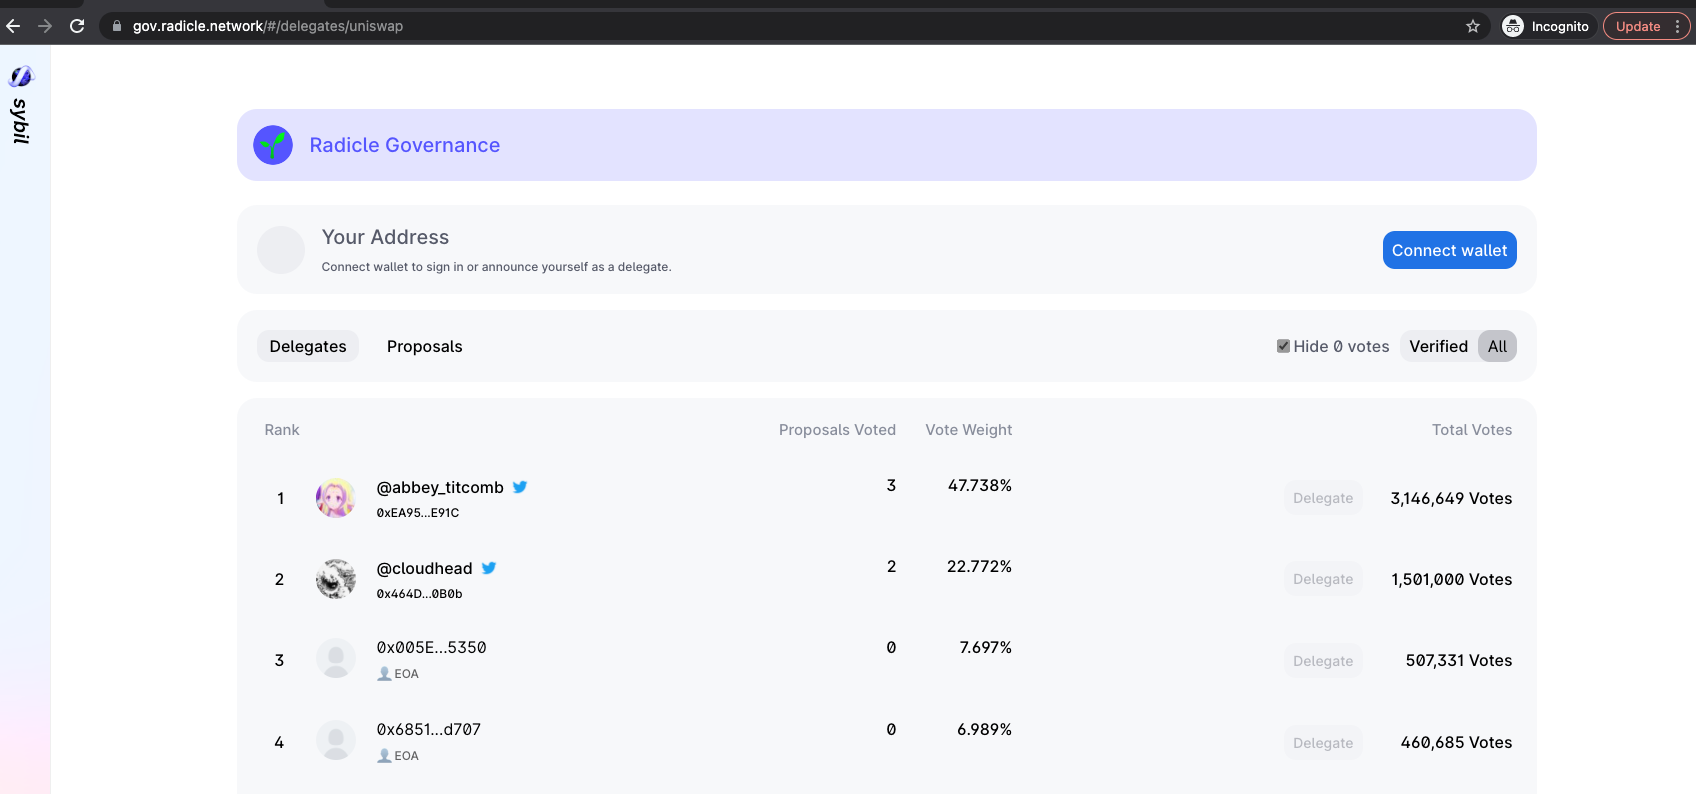 gov.radicle.network/#/delegates/uniswap
Incognito
Update
sybil
Radicle Governance
Your Address
Connect wallet to sign in or announce yourself as a delegate.
Connect wallet
Delegates Proposals Hide 0 votes Verified All
Rank Proposals Voted Vote Weight Total Votes
1 @abbey_titcomb 3 47.738% Delegate 3,146,649 Votes
0xEA95...E91C
2 @cloudhead 2 22.772% Delegate 1,501,000 Votes
0x464D...0B0b
3 0x005E...5350 0 7.697% Delegate 507,331 Votes
EOA
4 0x6851...d707 0 6.989% Delegate 460,685 Votes
EOA